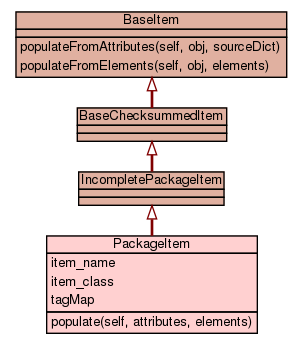 BaseItem
populateFromAttributes(self, obj, sourceDict)
populateFromElements(self, obj, elements)
BaseChecksummedItem
IncompletePackageItem
PackageItem
item_name
item_class
tagMap
populate(self, attributes, elements)